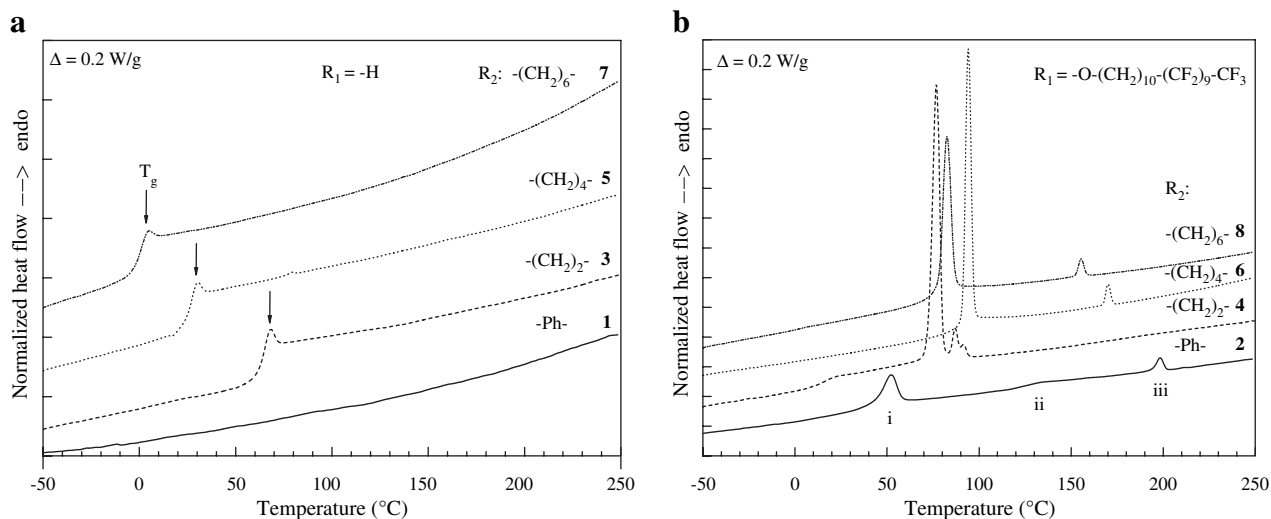 a
Δ = 0.2 W/g
R₁ = -H
R₂: -(CH₂)₆- 7
Tg
-(CH₂)₄- 5
-(CH₂)₂- 3
-Ph- 1
Normalized heat flow ––> endo
-50 0 50 100 150 200 250
Temperature (°C)
b
Δ = 0.2 W/g
R₁ = -O-(CH₂)₁₀-(CF₂)₉-CF₃
R₂:
-(CH₂)₆- 8
-(CH₂)₄- 6
-(CH₂)₂- 4
-Ph- 2
i
ii
iii
Normalized heat flow ––> endo
-50 0 50 100 150 200 250
Temperature (°C)